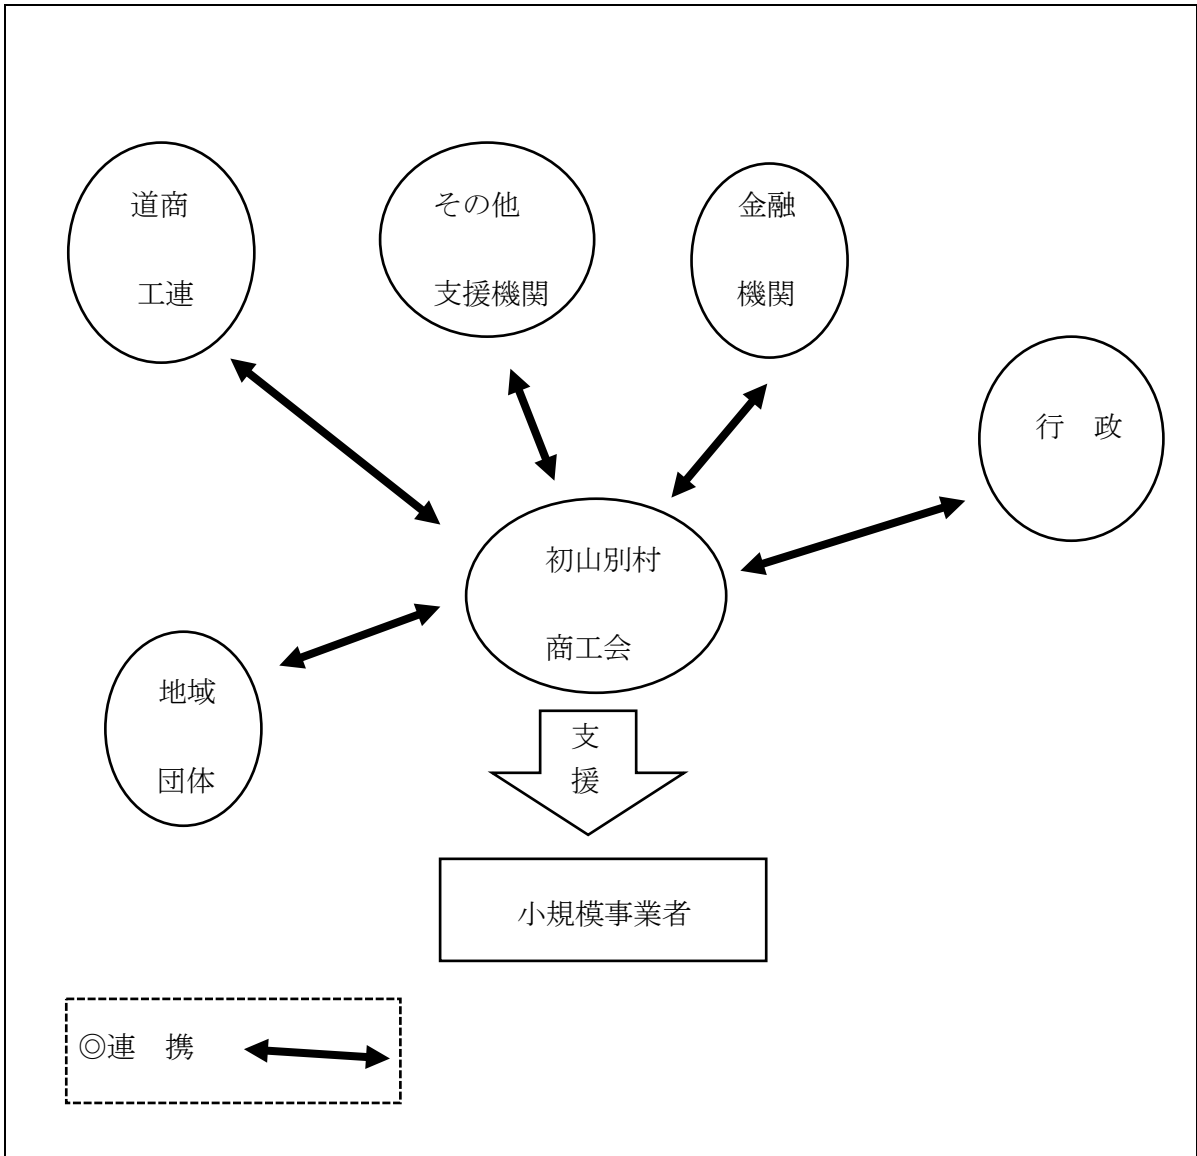 道商
工連
その他
支援機関
金融
機関
行　政
初山別村
商工会
地域
団体
支
援
小規模事業者
◎連　携